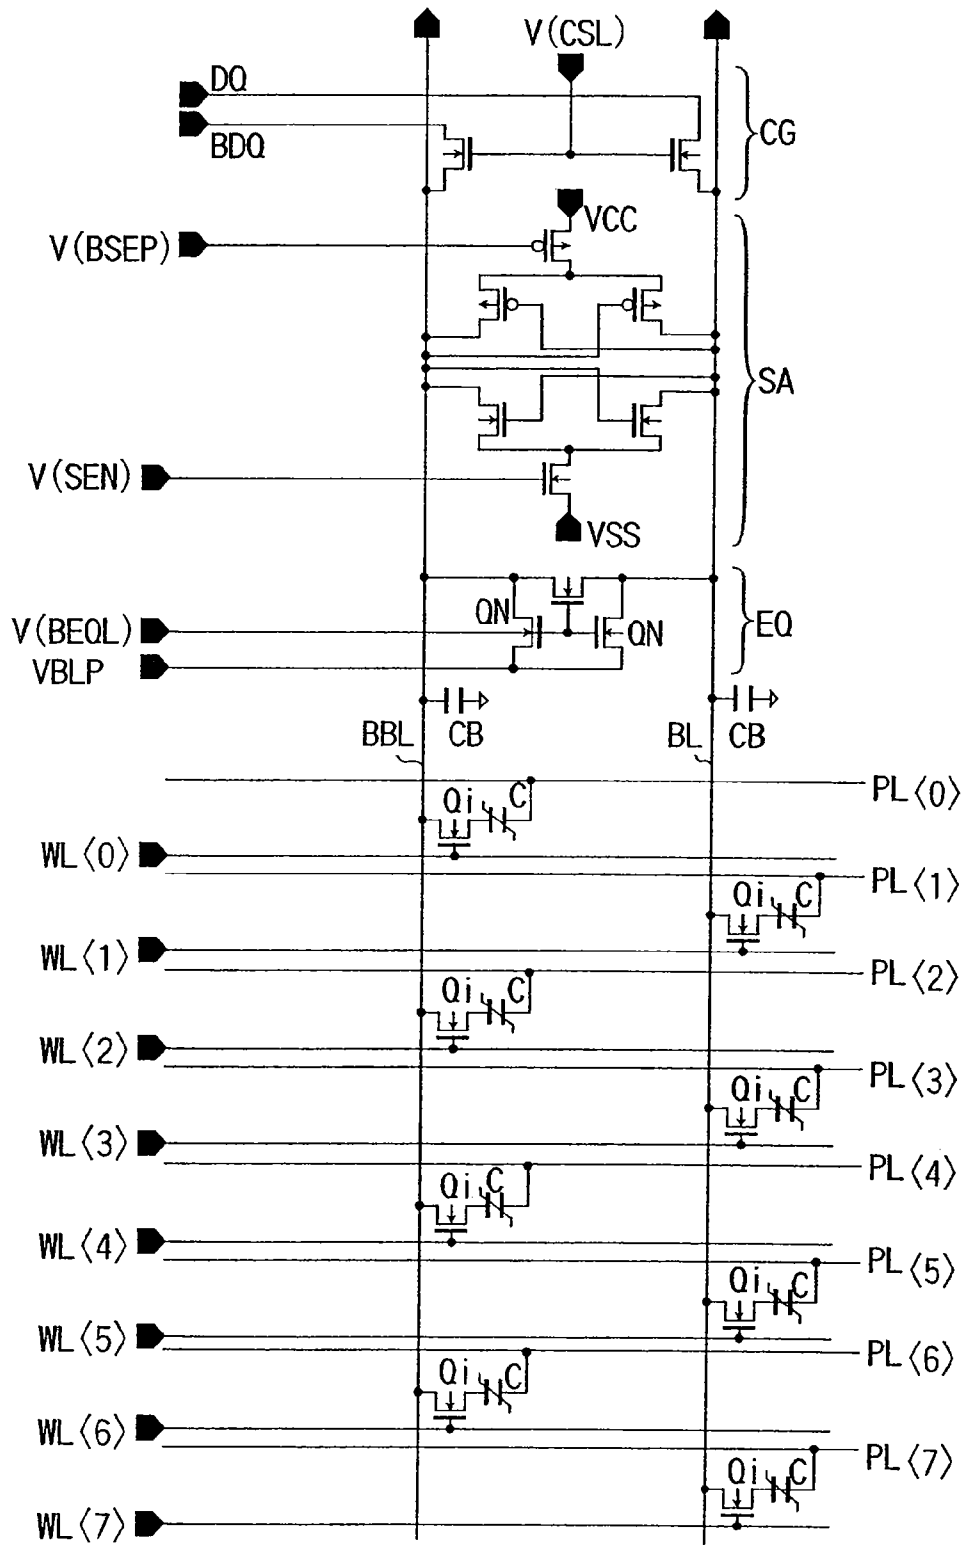 V(CSL)
DQ
BDQ
CG
VCC
V(BSEP)
SA
V(SEN)
VSS
QN
V(BEQL)
QN
EQ
VBLP
BBL
CB
BL
CB
Qi
C
PL⟨0⟩
WL⟨0⟩
Qi
C
PL⟨1⟩
WL⟨1⟩
Qi
C
PL⟨2⟩
WL⟨2⟩
Qi
C
PL⟨3⟩
WL⟨3⟩
Qi
C
PL⟨4⟩
WL⟨4⟩
Qi
C
PL⟨5⟩
WL⟨5⟩
Qi
C
PL⟨6⟩
WL⟨6⟩
Qi
C
PL⟨7⟩
WL⟨7⟩